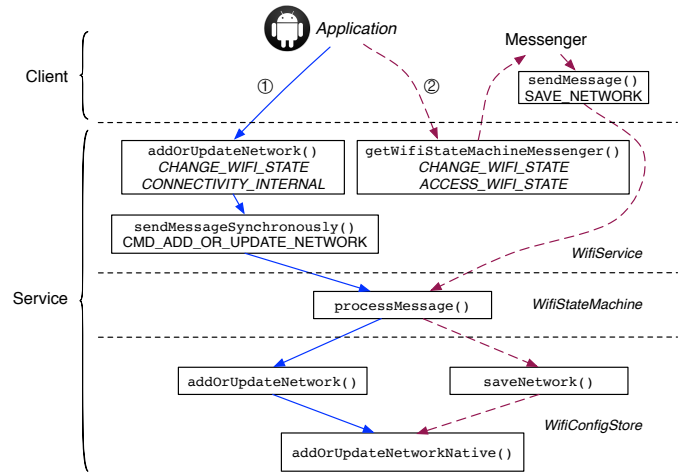 Application
Messenger
Client
①
②
sendMessage()
SAVE_NETWORK
addOrUpdateNetwork()
CHANGE_WIFI_STATE
CONNECTIVITY_INTERNAL
getWifiStateMachineMessenger()
CHANGE_WIFI_STATE
ACCESS_WIFI_STATE
sendMessageSynchronously()
CMD_ADD_OR_UPDATE_NETWORK
WifiService
Service
processMessage()
WifiStateMachine
addOrUpdateNetwork()
saveNetwork()
WifiConfigStore
addOrUpdateNetworkNative()